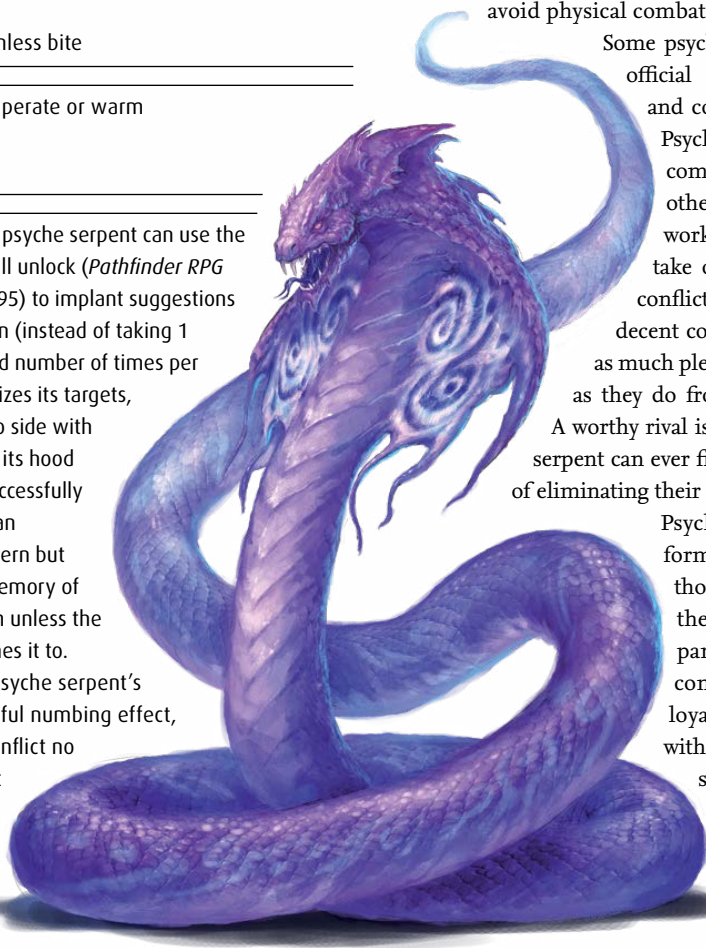 nless bite
perate or warm
psyche serpent can use the
ll unlock (Pathfinder RPG
95) to implant suggestions
n (instead of taking 1
d number of times per
izes its targets,
o side with
its hood
ccessfully
an
ern but
emory of
n unless the
nes it to.
syche serpent's
ful numbing effect,
nflict no
avoid physical combat
Some psych
official
and co
Psych
com
othe
work
take o
conflict
decent co
as much ple
as they do fro
A worthy rival is
serpent can ever fi
of eliminating their
Psych
form
tho
the
par
con
loya
with
s